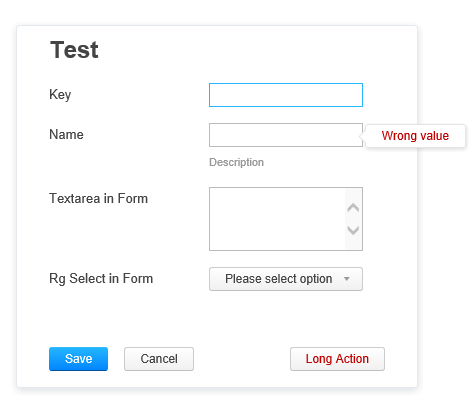 Test
Key
Name
Wrong value
Description
Textarea in Form
Rg Select in Form
Please select option
Save
Cancel
Long Action